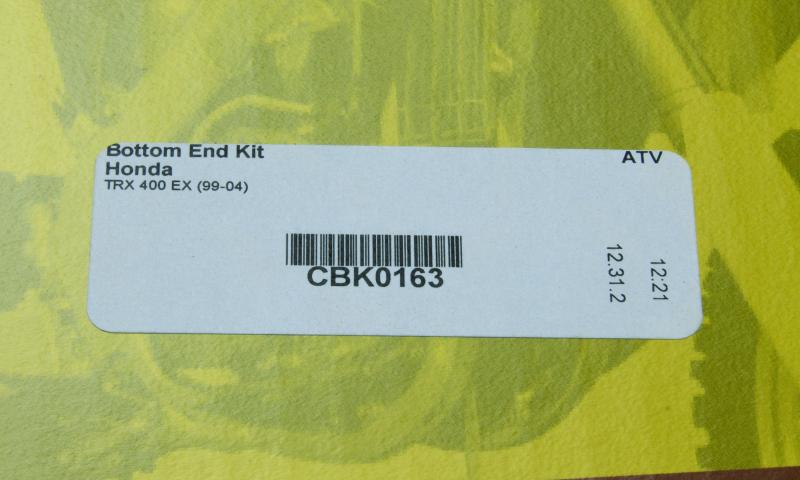 Bottom End Kit
Honda
TRX 400 EX (99-04)
ATV
CBK0163
12.31.2
12:21